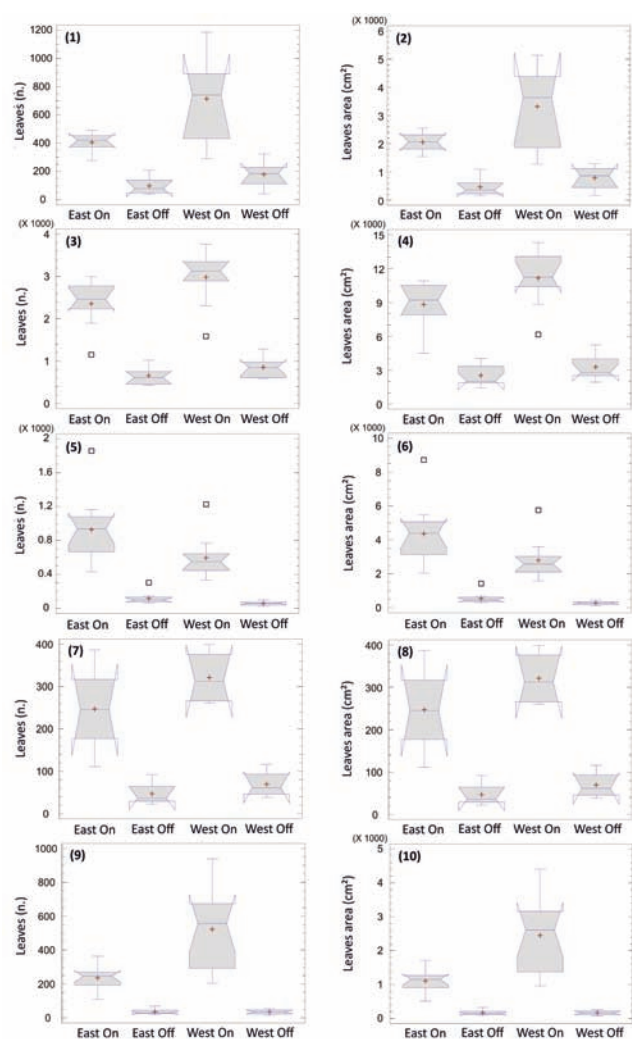 (1)
Leaves (n.)
1200
1000
800
600
400
200
0
East On East Off West On West Off
(X 1000)
(2)
Leaves area (cm²)
6
5
4
3
2
1
0
East On East Off West On West Off
(X 1000)
(3)
Leaves (n.)
4
3
2
1
0
East On East Off West On West Off
(X 1000)
(4)
Leaves area (cm²)
15
12
9
6
3
0
East On East Off West On West Off
(X 1000)
(5)
Leaves (n.)
2
1.6
1.2
0.8
0.4
0
East On East Off West On West Off
(X 1000)
(6)
Leaves area (cm²)
10
8
6
4
2
0
East On East Off West On West Off
(7)
Leaves (n.)
400
300
200
100
0
East On East Off West On West Off
(8)
Leaves area (cm²)
400
300
200
100
0
East On East Off West On West Off
(9)
Leaves (n.)
1000
800
600
400
200
0
East On East Off West On West Off
(X 1000)
(10)
Leaves area (cm²)
5
4
3
2
1
0
East On East Off West On West Off